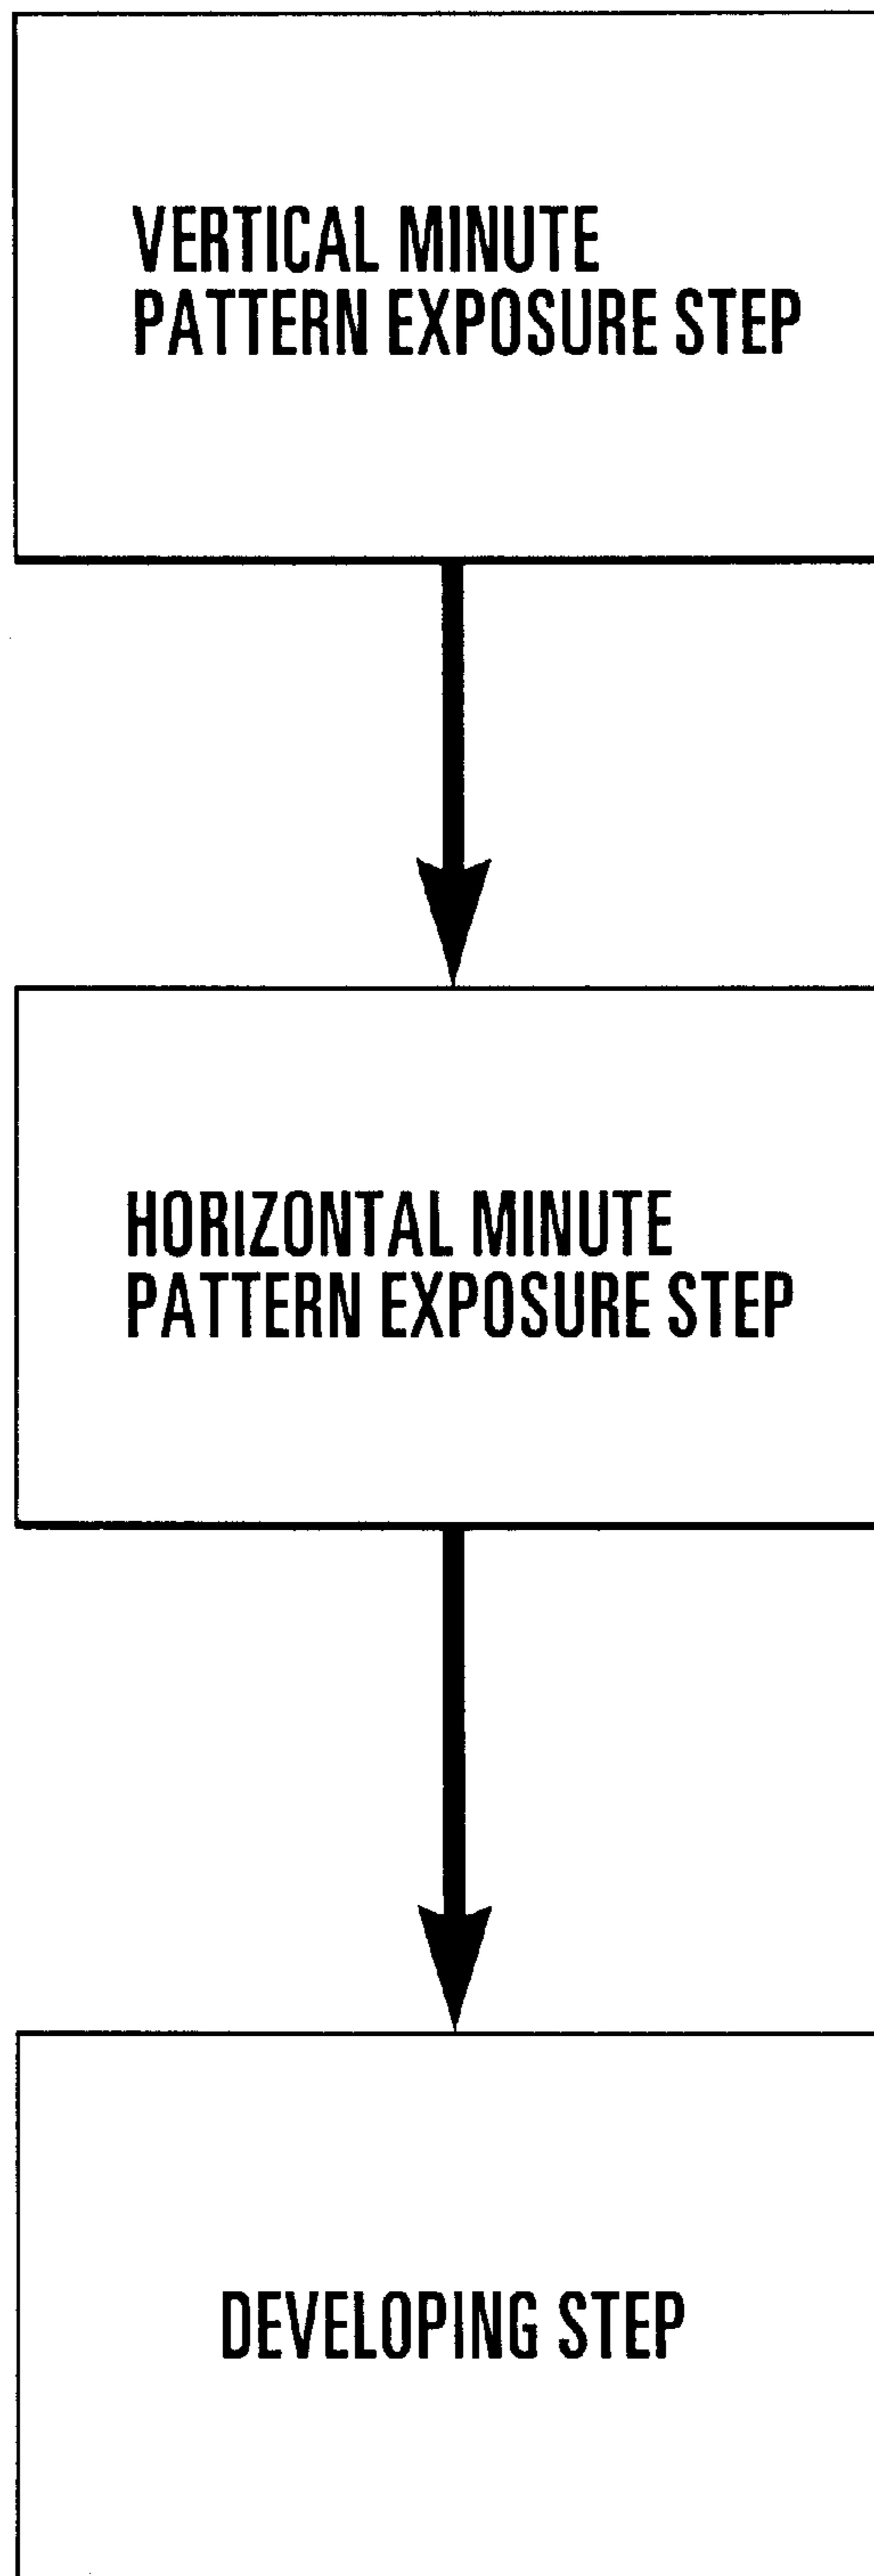 VERTICAL MINUTE
PATTERN EXPOSURE STEP
HORIZONTAL MINUTE
PATTERN EXPOSURE STEP
DEVELOPING STEP